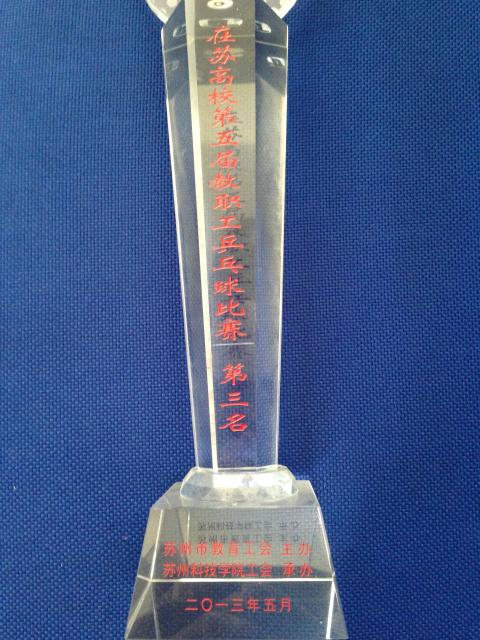 在苏高校第五届教职工乒乓球比赛 第三名
苏州市教育工会 主办
苏州科技学院工会 承办
二〇一三年五月